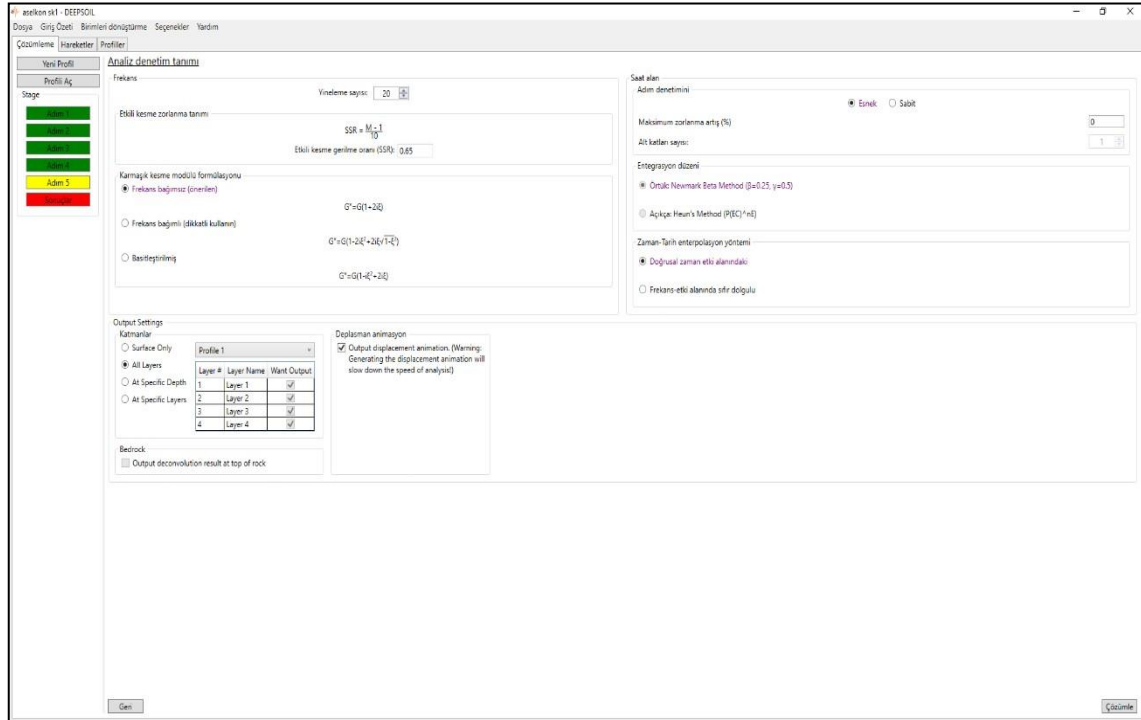 aselkon sk1 - DEEPSOIL
Dosya Giriş Özeti Birimleri dönüştürme Seçenekler Yardım
Çözümleme Hareketler Profiller
Yeni Profil
Profili Aç
Stage
Adım 1
Adım 2
Adım 3
Adım 4
Adım 5
Sonuçlar
Analiz denetim tanımı
Frekans
Yineleme sayısı: 20
Etkili kesme zorlanma tanımı
SSR = M - 1
10
Etkili kesme gerilme oranı (SSR): 0.65
Karmaşık kesme modülü formülasyonu
Frekans bağımsız (önerilen)
G*=G(1+2iξ)
Frekans bağımlı (dikkatli kullanın)
G*=G(1-2ξ²+2iξ√1-ξ²)
Basitleştirilmiş
G*=G(1-ξ²+2iξ)
Saat alan
Adım denetimini
Esnek Sabit
Maksimum zorlanma artış (%) 0
Alt katları sayısı: 1
Entegrasyon düzeni
Örtülü: Newmark Beta Method (β=0.25, γ=0.5)
Açıkça: Heun's Method (P(EC)^nE)
Zaman-Tarih enterpolasyon yöntemi
Doğrusal zaman etki alanındaki
Frekans-etki alanında sıfır dolgulu
Output Settings
Katmanlar
Surface Only
All Layers
At Specific Depth
At Specific Layers
Profile 1
Layer # Layer Name Want Output
1 Layer 1
2 Layer 2
3 Layer 3
4 Layer 4
Bedrock
Output deconvolution result at top of rock
Deplasman animasyon
Output displacement animation. (Warning:
Generating the displacement animation will
slow down the speed of analysis!)
Geri
Çözümle